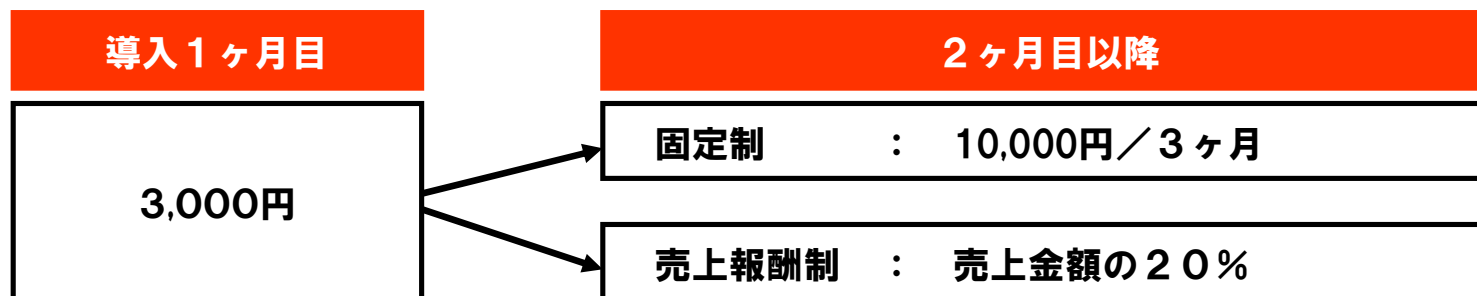 導入１ヶ月目
２ヶ月目以降
3,000円
固定制　：　10,000円／３ヶ月
売上報酬制　：　売上金額の２０％